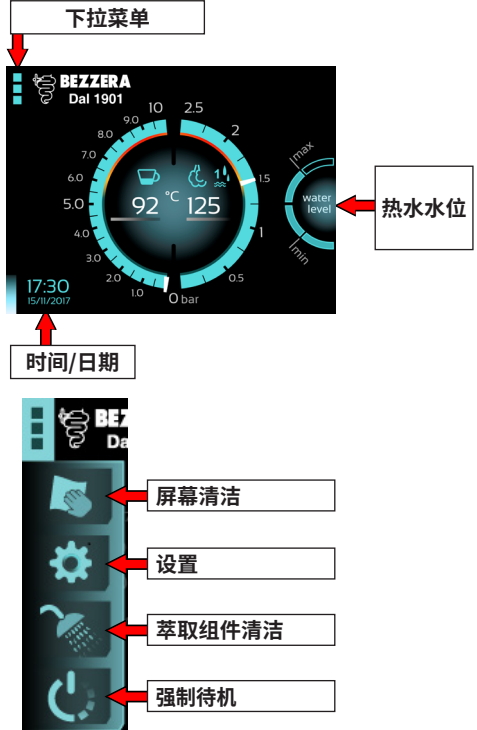 下拉菜单
BEZZERA
Dal 1901
10 2.5
9.0
8.0 2
7.0
max
6.0 1.5
°C
5.0 92 125
water
level
热水水位
4.0 1
min
3.0
2.0 0.5
1.0
0 bar
17:30
15/11/2017
时间/日期
BEZ
Da
屏幕清洁
设置
萃取组件清洁
强制待机